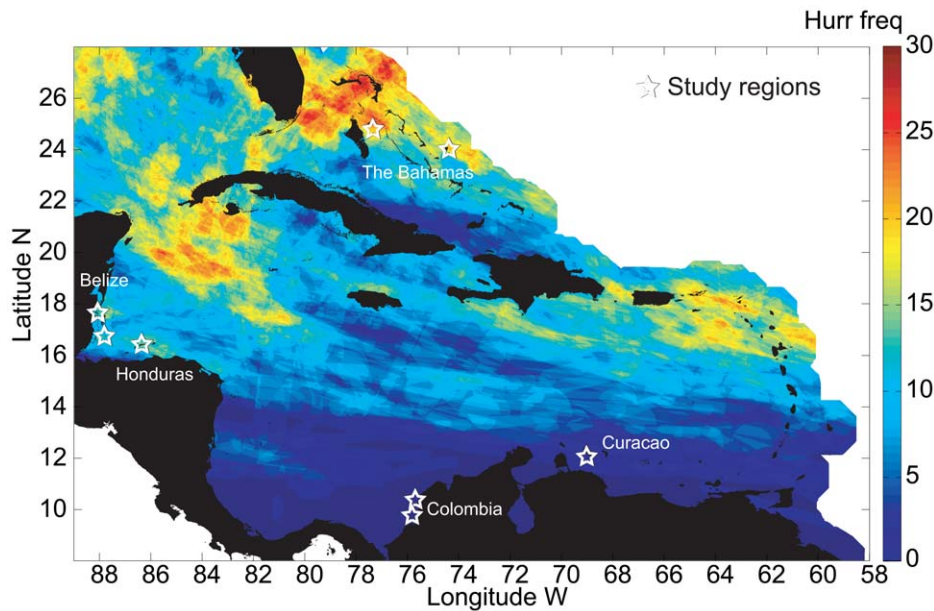 Hurr freq
30
25
20
15
10
5
0
Study regions
26
24
22
20
18
16
14
12
10
Latitude N
The Bahamas
Belize
Honduras
Curacao
Colombia
88 86 84 82 80 78 76 74 72 70 69 66 64 62 60 58
Longitude W